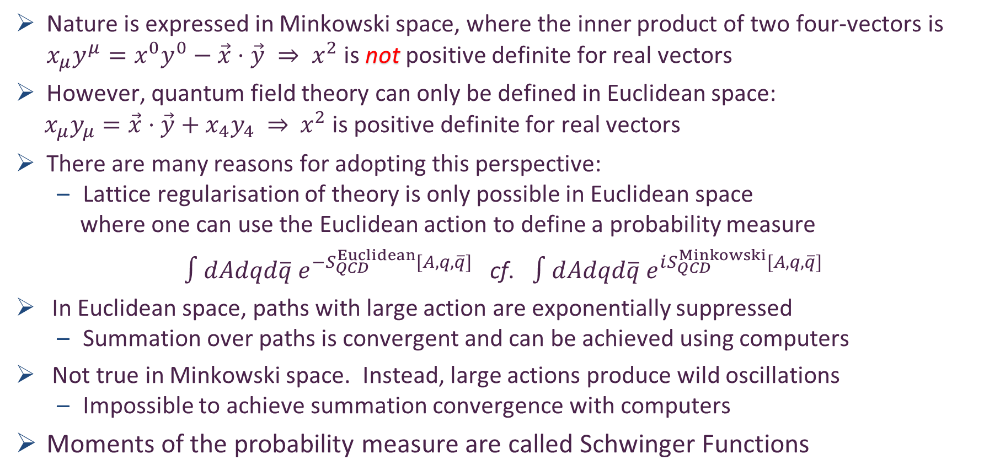 ➢ Nature is expressed in Minkowski space, where the inner product of two four-vectors is
$x_\mu y^\mu = x^0 y^0 - \vec{x} \cdot \vec{y} \Rightarrow x^2$ is not positive definite for real vectors
➢ However, quantum field theory can only be defined in Euclidean space:
$x_\mu y_\mu = \vec{x} \cdot \vec{y} + x_4 y_4 \Rightarrow x^2$ is positive definite for real vectors
➢ There are many reasons for adopting this perspective:
– Lattice regularisation of theory is only possible in Euclidean space
where one can use the Euclidean action to define a probability measure
$\int dAdqd\bar{q} \, e^{-S_{QCD}^{\text{Euclidean}}[A,q,\bar{q}]}$ cf. $\int dAdqd\bar{q} \, e^{iS_{QCD}^{\text{Minkowski}}[A,q,\bar{q}]}$
➢ In Euclidean space, paths with large action are exponentially suppressed
– Summation over paths is convergent and can be achieved using computers
➢ Not true in Minkowski space. Instead, large actions produce wild oscillations
– Impossible to achieve summation convergence with computers
➢ Moments of the probability measure are called Schwinger Functions